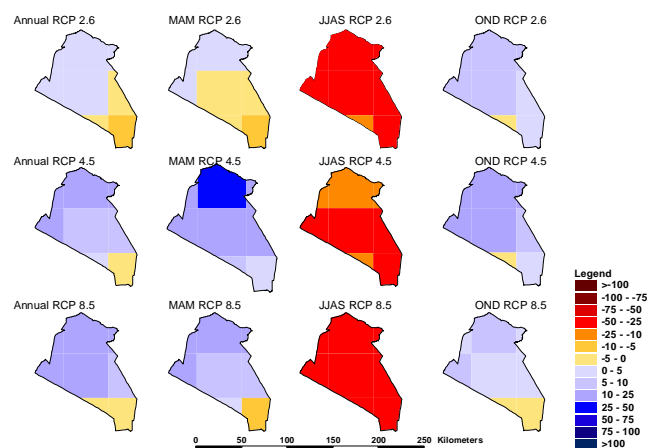 Annual RCP 2.6 MAM RCP 2.6 JJAS RCP 2.6 OND RCP 2.6
Annual RCP 4.5 MAM RCP 4.5 JJAS RCP 4.5 OND RCP 4.5
Annual RCP 8.5 MAM RCP 8.5 JJAS RCP 8.5 OND RCP 8.5
Legend
>-100
-100 - -75
-75 - -50
-50 - -25
-25 - -10
-10 - -5
-5 - 0
0 - 5
5 - 10
10 - 25
25 - 50
50 - 75
75 - 100
>100
0 50 100 150 200 250 Kilometers